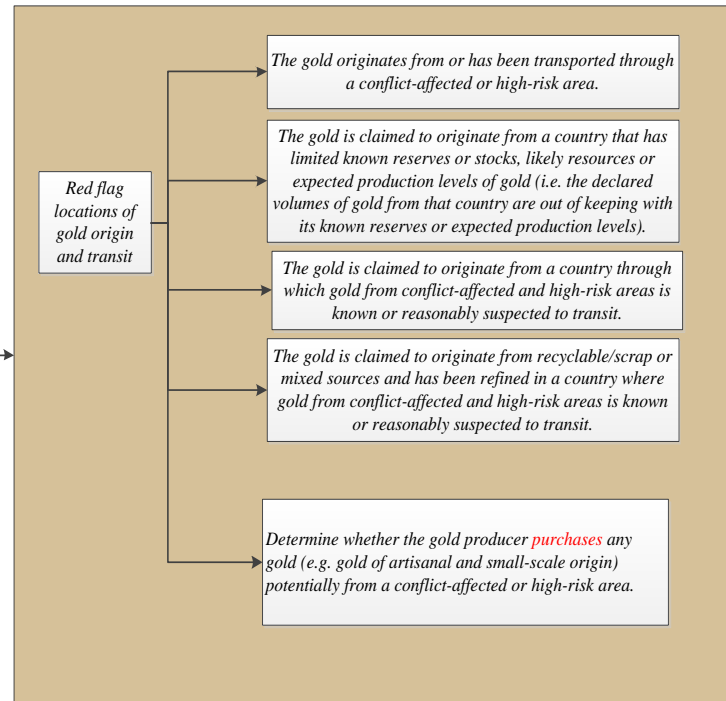 Red flag
locations of
gold origin
and transit
The gold originates from or has been transported through
a conflict-affected or high-risk area.
The gold is claimed to originate from a country that has
limited known reserves or stocks, likely resources or
expected production levels of gold (i.e. the declared
volumes of gold from that country are out of keeping with
its known reserves or expected production levels).
The gold is claimed to originate from a country through
which gold from conflict-affected and high-risk areas is
known or reasonably suspected to transit.
The gold is claimed to originate from recyclable/scrap or
mixed sources and has been refined in a country where
gold from conflict-affected and high-risk areas is known
or reasonably suspected to transit.
Determine whether the gold producer purchases any
gold (e.g. gold of artisanal and small-scale origin)
potentially from a conflict-affected or high-risk area.